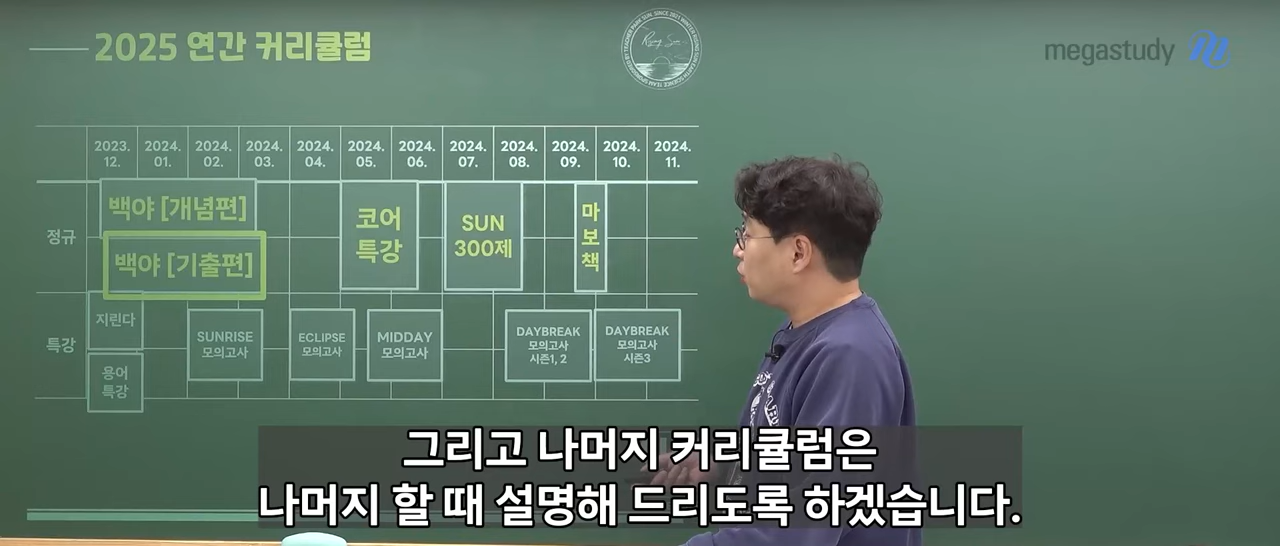 2025 연간 커리큘럼
megastudy
2023. 12.
2024. 01.
2024. 02.
2024. 03.
2024. 04.
2024. 05.
2024. 06.
2024. 07.
2024. 08.
2024. 09.
2024. 10.
2024. 11.
정규
백야 [개념편]
백야 [기출편]
코어
특강
SUN
300제
마
보
책
특강
지린다
용어
특강
SUNRISE
모의고사
ECLIPSE
모의고사
MIDDAY
모의고사
DAYBREAK
모의고사
시즌1, 2
DAYBREAK
모의고사
시즌3
그리고 나머지 커리큘럼은
나머지 할 때 설명해 드리도록 하겠습니다.